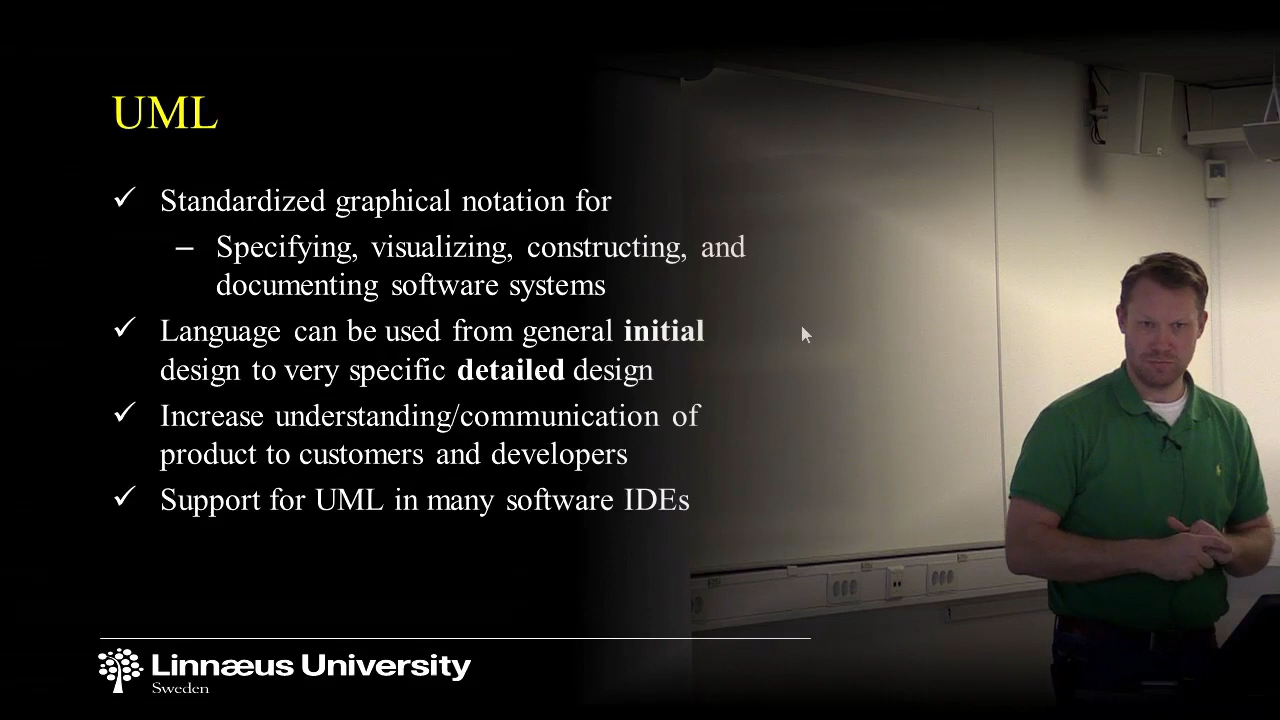 UML
✓ Standardized graphical notation for
– Specifying, visualizing, constructing, and
documenting software systems
✓ Language can be used from general initial
design to very specific detailed design
✓ Increase understanding/communication of
product to customers and developers
✓ Support for UML in many software IDEs
Linnæus University
Sweden